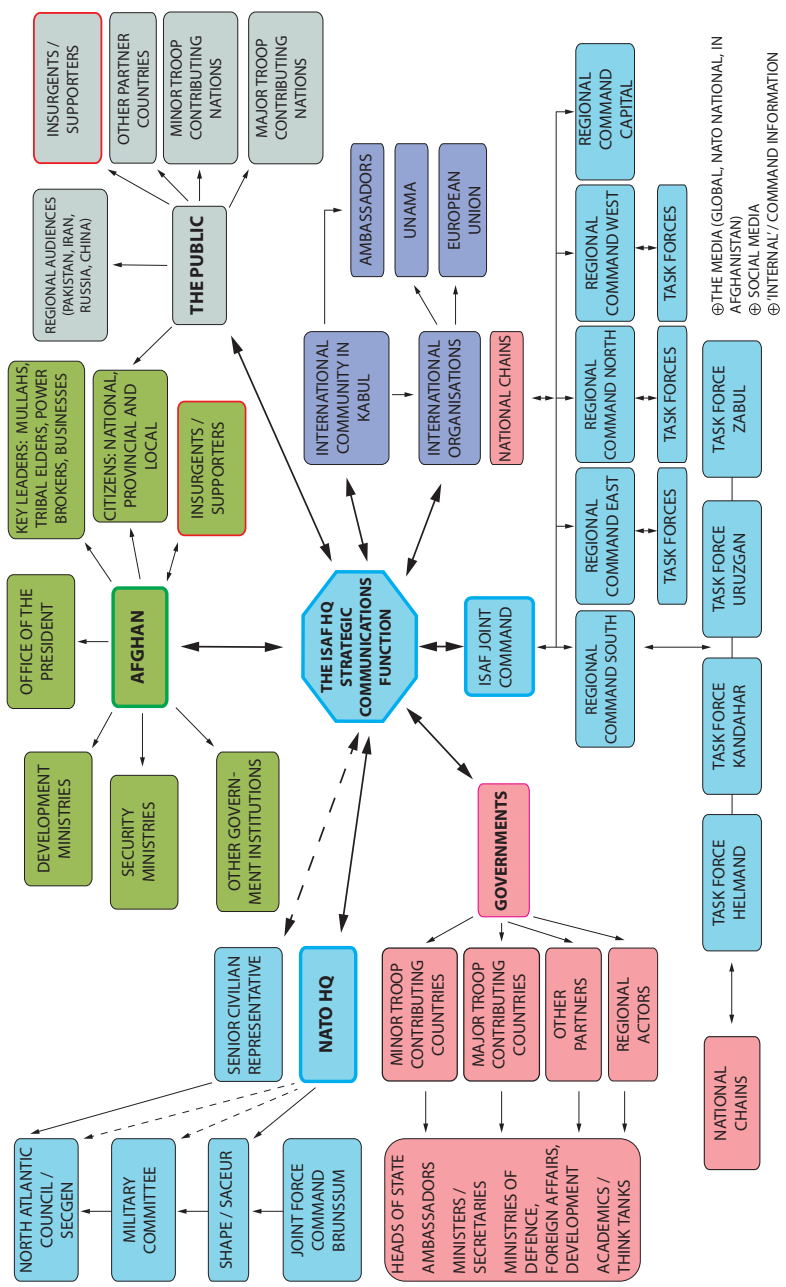 NORTH ATLANTIC
COUNCIL /
SECGEN
MILITARY
COMMITTEE
SHAPE / SACEUR
JOINT FORCE
COMMAND
BRUNSSUM
SENIOR CIVILIAN
REPRESENTATIVE
NATO HQ
DEVELOPMENT
MINISTRIES
SECURITY
MINISTRIES
OTHER GOVERN-
MENT INSTITUTIONS
OFFICE OF THE
PRESIDENT
AFGHAN
KEY LEADERS: MULLAHS,
TRIBAL ELDERS, POWER
BROKERS, BUSINESSES
CITIZENS: NATIONAL,
PROVINCIAL AND
LOCAL
INSURGENTS /
SUPPORTERS
REGIONAL AUDIENCES
(PAKISTAN, IRAN,
RUSSIA, CHINA)
THE PUBLIC
INSURGENTS /
SUPPORTERS
OTHER PARTNER
COUNTRIES
MINOR TROOP
CONTRIBUTING
NATIONS
MAJOR TROOP
CONTRIBUTING
NATIONS
THE ISAF HQ
STRATEGIC
COMMUNICATIONS
FUNCTION
INTERNATIONAL
COMMUNITY IN
KABUL
INTERNATIONAL
ORGANISATIONS
AMBASSADORS
UNAMA
EUROPEAN
UNION
NATIONAL CHAINS
ISAF JOINT
COMMAND
GOVERNMENTS
MINOR TROOP
CONTRIBUTING
COUNTRIES
MAJOR TROOP
CONTRIBUTING
COUNTRIES
OTHER
PARTNERS
REGIONAL
ACTORS
HEADS OF STATE
AMBASSADORS
MINISTERS /
SECRETARIES
MINISTRIES OF
DEFENCE,
FOREIGN AFFAIRS,
DEVELOPMENT
ACADEMICS /
THINK TANKS
REGIONAL
COMMAND SOUTH
REGIONAL
COMMAND EAST
REGIONAL
COMMAND NORTH
REGIONAL
COMMAND WEST
REGIONAL
COMMAND
CAPITAL
TASK FORCES
TASK FORCES
TASK FORCES
NATIONAL
CHAINS
TASK FORCE
HELMAND
TASK FORCE
KANDAHAR
TASK FORCE
URUZGAN
TASK FORCE
ZABUL
⊕THE MEDIA (GLOBAL, NATO NATIONAL, IN
AFGHANISTAN)
⊕ SOCIAL MEDIA
⊕'INTERNAL' / COMMAND INFORMATION